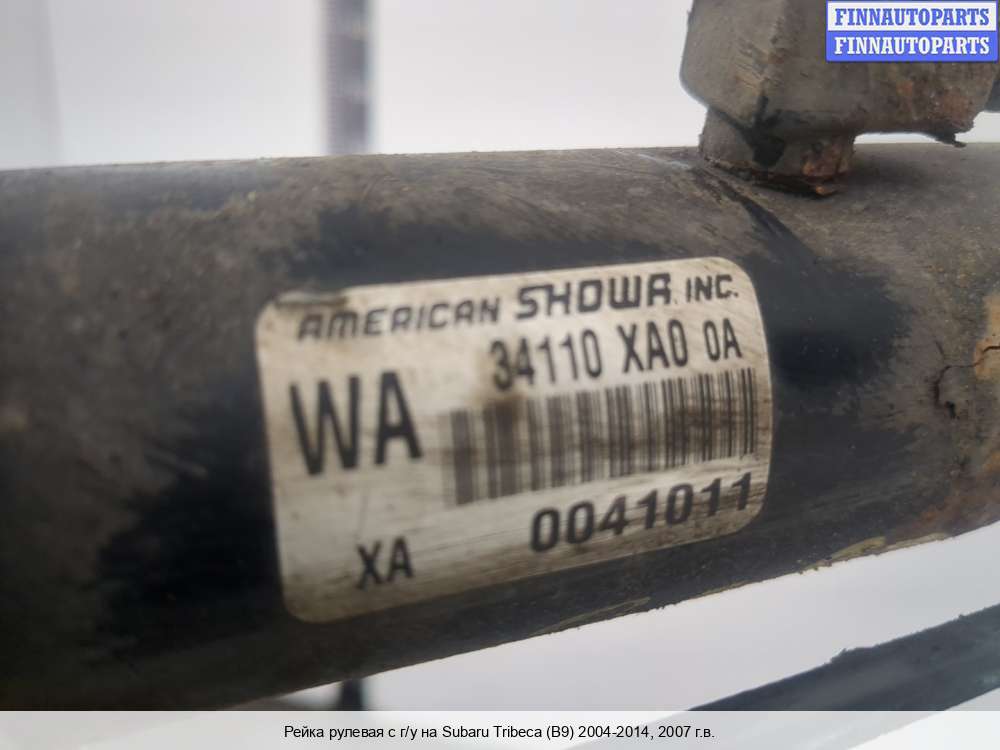 FINNAUTOPARTS
FINNAUTOPARTS
AMERICAN SHOWA, INC.
34110 XA0 0A
WA
XA 0041011
Рейка рулевая с г/у на Subaru Tribeca (B9) 2004-2014, 2007 г.в.